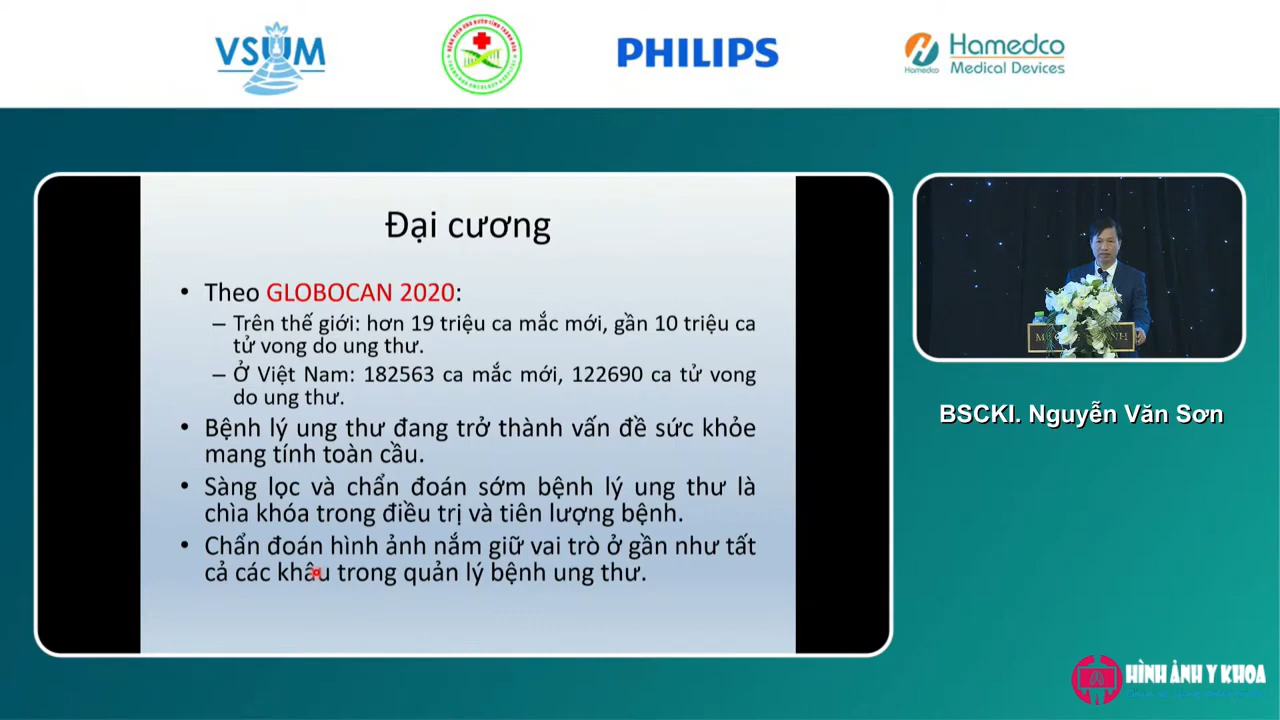 VSUM
PHILIPS
Hamedco
Hamedco
Medical Devices
Đại cương
• Theo GLOBOCAN 2020:
– Trên thế giới: hơn 19 triệu ca mắc mới, gần 10 triệu ca
tử vong do ung thư.
– Ở Việt Nam: 182563 ca mắc mới, 122690 ca tử vong
do ung thư.
• Bệnh lý ung thư đang trở thành vấn đề sức khỏe
mang tính toàn cầu.
• Sàng lọc và chẩn đoán sớm bệnh lý ung thư là
chìa khóa trong điều trị và tiên lượng bệnh.
• Chẩn đoán hình ảnh nắm giữ vai trò ở gần như tất
cả các khâu trong quản lý bệnh ung thư.
BSCKI. Nguyễn Văn Sơn
HÌNH ẢNH Y KHOA